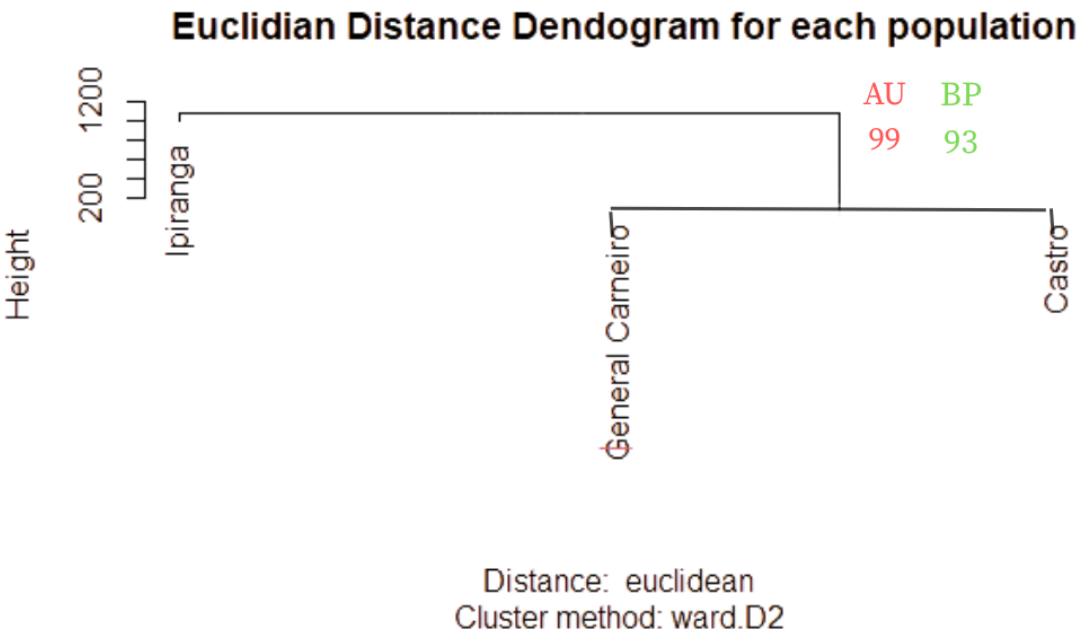 Euclidian Distance Dendogram for each population
AU BP
99 93
1200
200
Height
Ipiranga
General Carneiro
Castro
Distance: euclidean
Cluster method: ward.D2